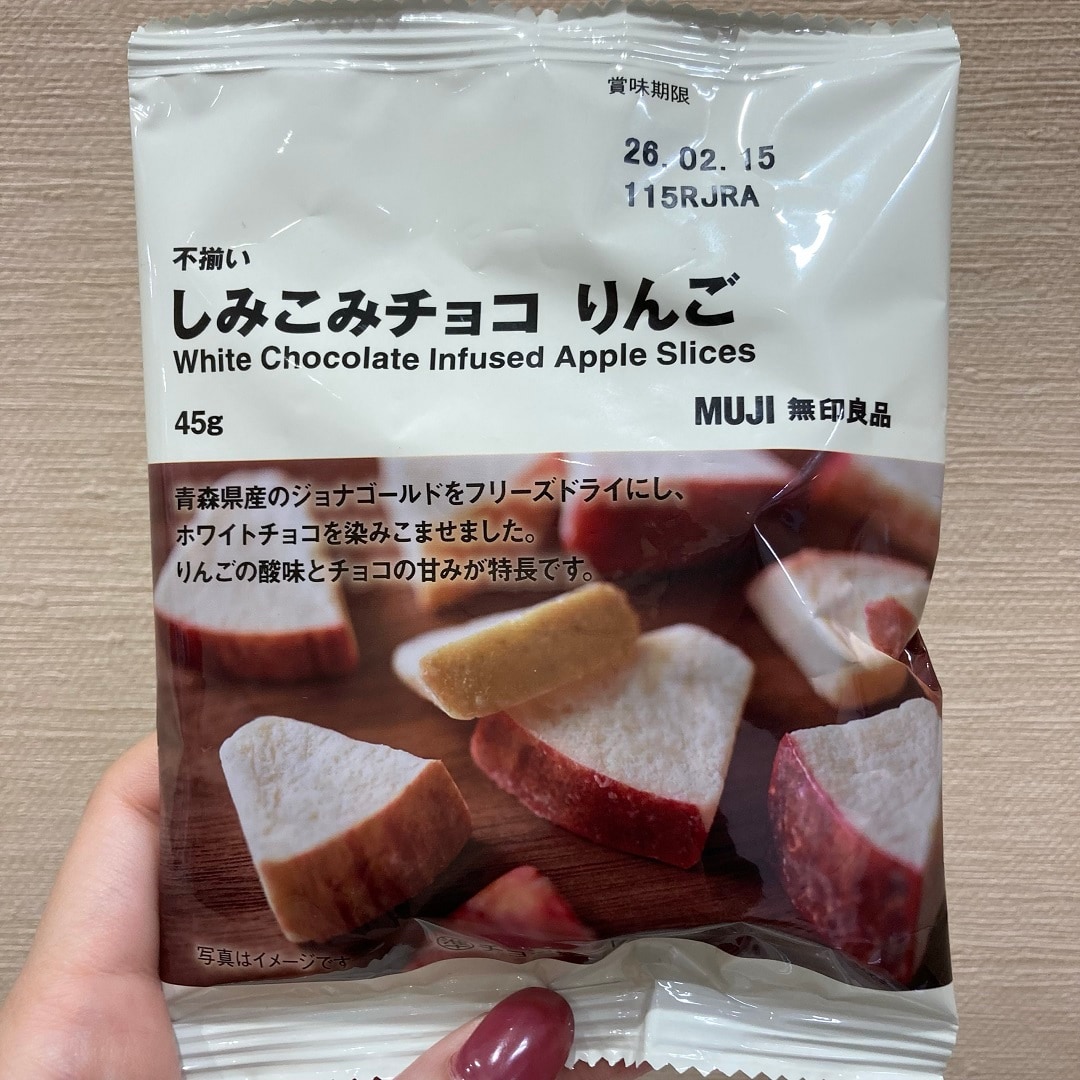 賞味期限
26.02.15
115RJRA
不揃い
しみこみチョコ りんご
White Chocolate Infused Apple Slices
45g
MUJI 無印良品
青森県産のジョナゴールドをフリーズドライにし、
ホワイトチョコを染みこませました。
りんごの酸味とチョコの甘みが特長です。
写真はイメージです